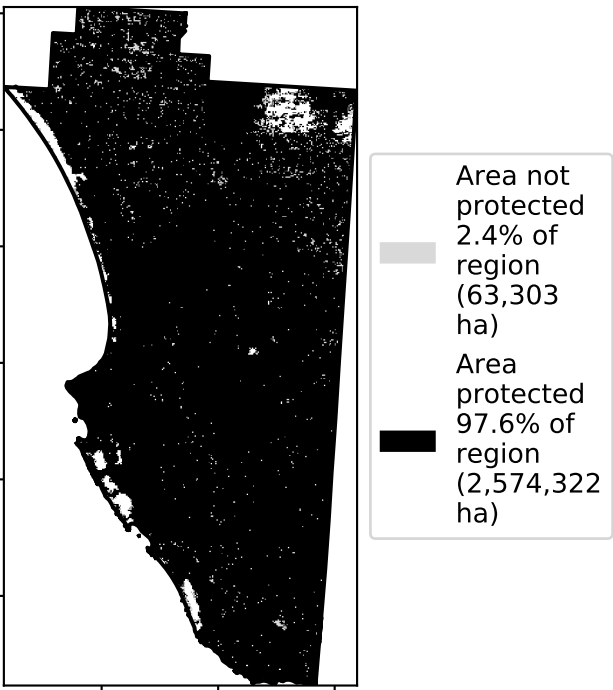 Area not
protected
2.4% of
region
(63,303
ha)
Area
protected
97.6% of
region
(2,574,322
ha)